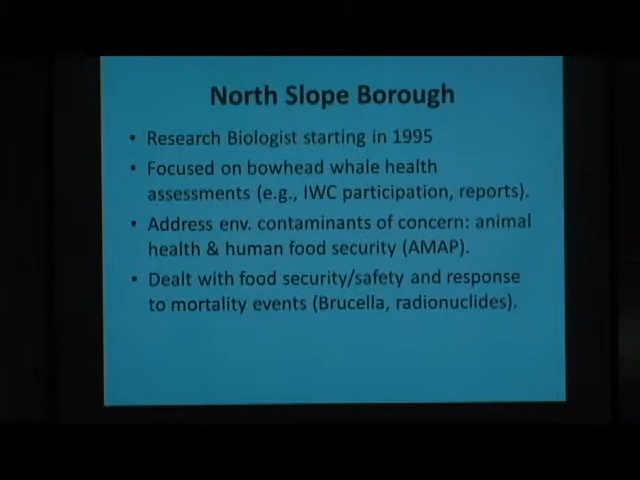 North Slope Borough
• Research Biologist starting in 1995
• Focused on bowhead whale health
assessments (e.g., IWC participation, reports).
• Address env. contaminants of concern: animal
health & human food security (AMAP).
• Dealt with food security/safety and response
to mortality events (Brucella, radionuclides).